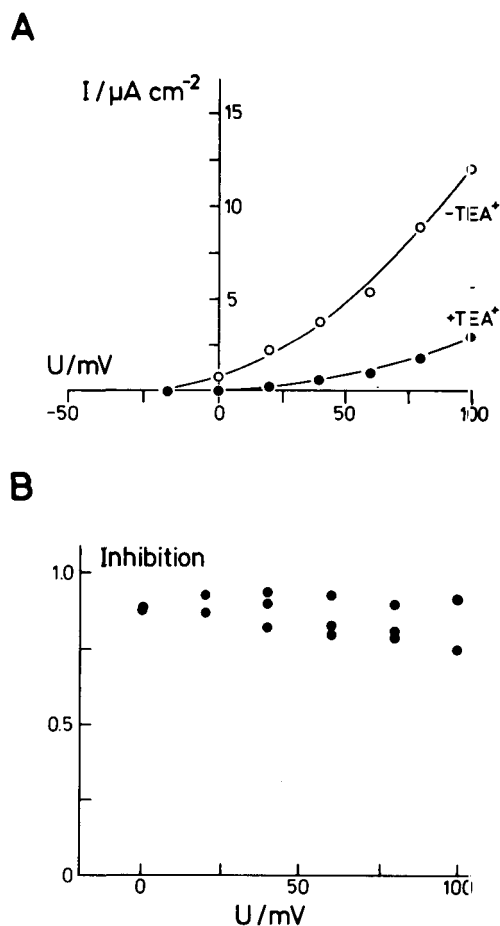 A
I/µA cm⁻²
15
10
-TEA⁺
5
+TEA⁺
U/mV
-50 0 50 100
B
Inhibition
1.0
0.5
0
0 50 100
U/mV